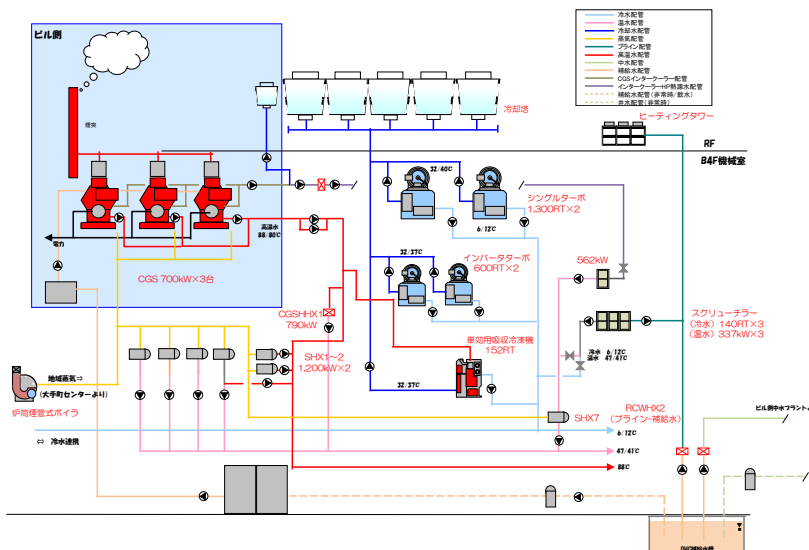 冷水配管
温水配管
冷却水配管
蒸気配管
ブライン配管
高温水配管
中水配管
補給水配管
CGSインタークーラー配管
インタークーラーHP熱源水配管
補給水配管(非常時/飲水)
井水配管(非常時)
ビル側
煙突
冷却塔
ヒーティングタワー
RF
B4F機械室
32/40℃
シングルターボ
1,300RT×2
6/12℃
高温水
88/80℃
電力
CGS 700kW×3台
32/37℃
インバータターボ
600RT×2
562kW
CGSHHX1
790kW
スクリューチラー
(冷水) 140RT×3
(温水) 337kW×3
単効用吸収冷凍機
152RT
SHX1~2
1,200kW×2
冷水 6/12℃
温水 47/41℃
地域蒸気⇒
(大手町センターより)
炉筒煙管式ボイラ
32/37℃
SHX7
RCWHX2
(ブライン-補給水)
ビル側中水プラントへ
⇔ 冷水連携
6/12℃
47/41℃
88℃